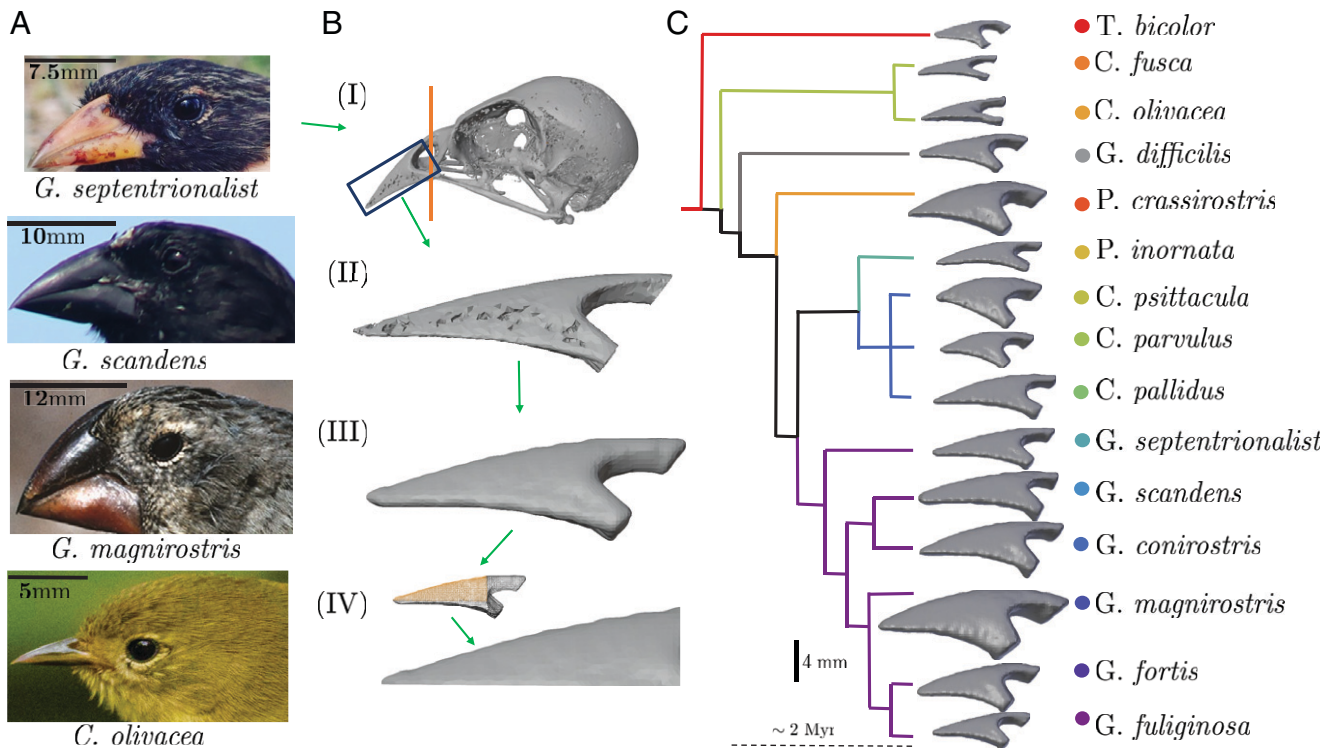 A
7.5mm
G. septentrionalist
10mm
G. scandens
12mm
G. magnirostris
5mm
C. olivacea
B
(I)
(II)
(III)
(IV)
C
T. bicolor
C. fusca
C. olivacea
G. difficilis
P. crassirostris
P. inornata
C. psittacula
C. parvulus
C. pallidus
G. septentrionalist
G. scandens
G. conirostris
G. magnirostris
G. fortis
G. fuliginosa
4 mm
~ 2 Myr